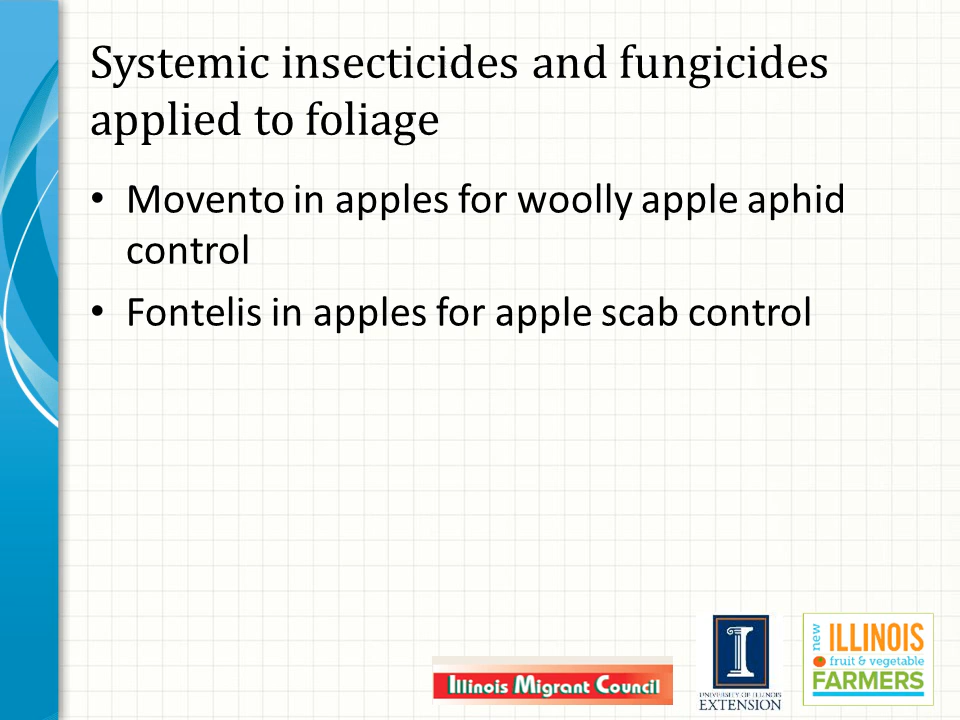 Systemic insecticides and fungicides
applied to foliage
• Movento in apples for woolly apple aphid
control
• Fontelis in apples for apple scab control
Illinois Migrant Council
I
UNIVERSITY OF ILLINOIS
EXTENSION
new
ILLINOIS
fruit & vegetable
FARMERS